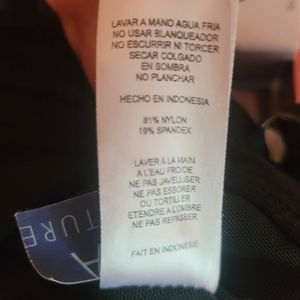 LAVAR A MANO AGUA FRIA
NO USAR BLANQUEADOR
NO ESCURRIR NI TORCER
SECAR COLGADO
EN SOMBRA
NO PLANCHAR
HECHO EN INDONESIA
81% NYLON
19% SPANDEX
LAVER A LA MAIN
A L'EAU FROIDE
NE PAS JAVELLISER
NE PAS ESSORER
OU TORTILLER
ETENDRE A L'OMBRE
NE PAS REPASSER
FAIT EN INDONESIE
TURE